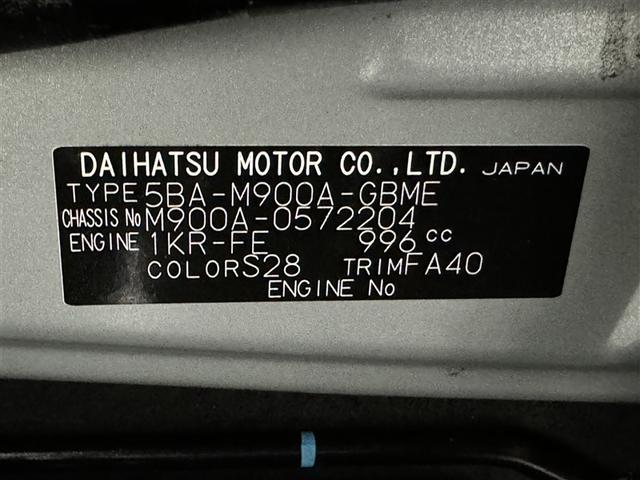 DAIHATSU MOTOR CO.,LTD. JAPAN
TYPE 5BA-M900A-GBME
CHASSIS No M900A-0572204
ENGINE 1KR-FE 996 cc
COLOR S28 TRIM FA40
ENGINE No